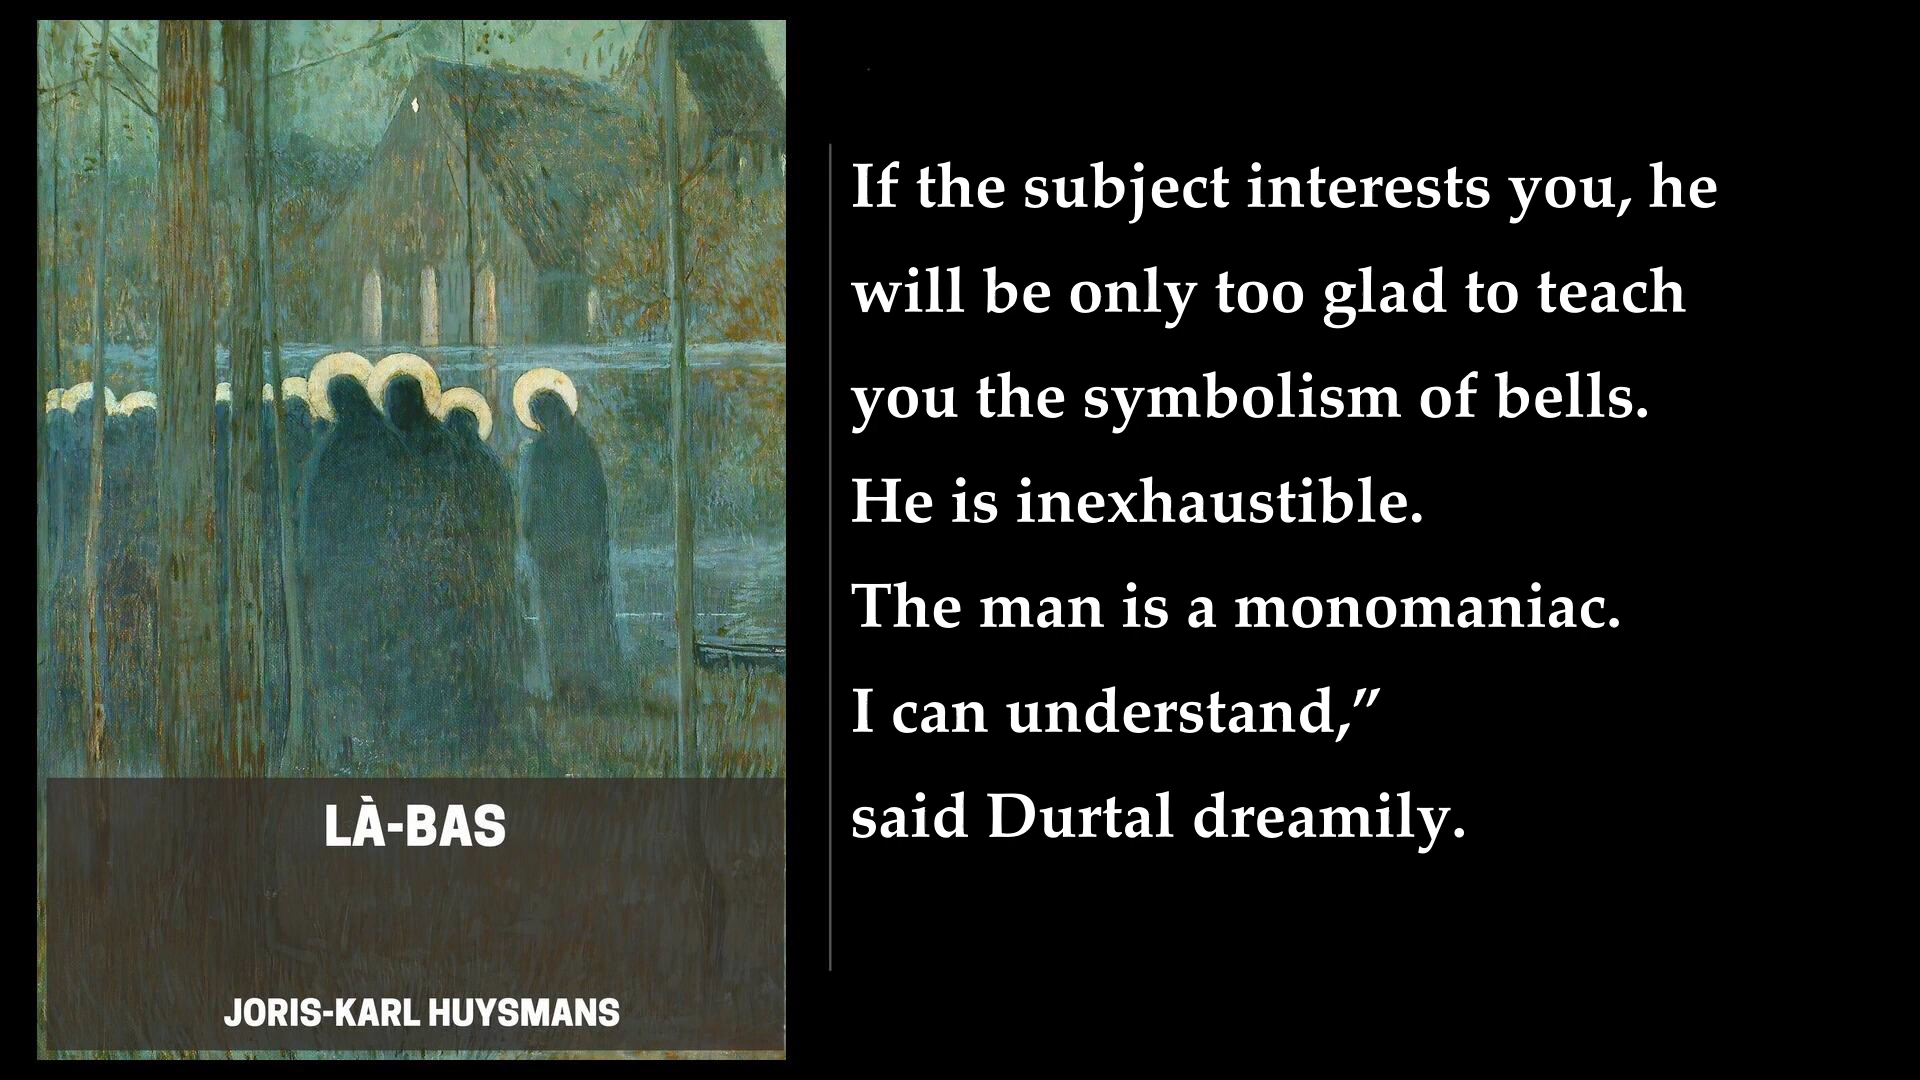 LÀ-BAS
JORIS-KARL HUYSMANS
If the subject interests you, he
will be only too glad to teach
you the symbolism of bells.
He is inexhaustible.
The man is a monomaniac.
I can understand,”
said Durtal dreamily.